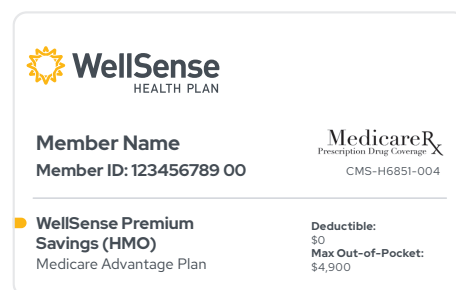 WellSense
HEALTH PLAN
Member Name
Member ID: 123456789 00
MedicareRx
Prescription Drug Coverage
CMS-H6851-004
WellSense Premium
Savings (HMO)
Medicare Advantage Plan
Deductible:
$0
Max Out-of-Pocket:
$4,900